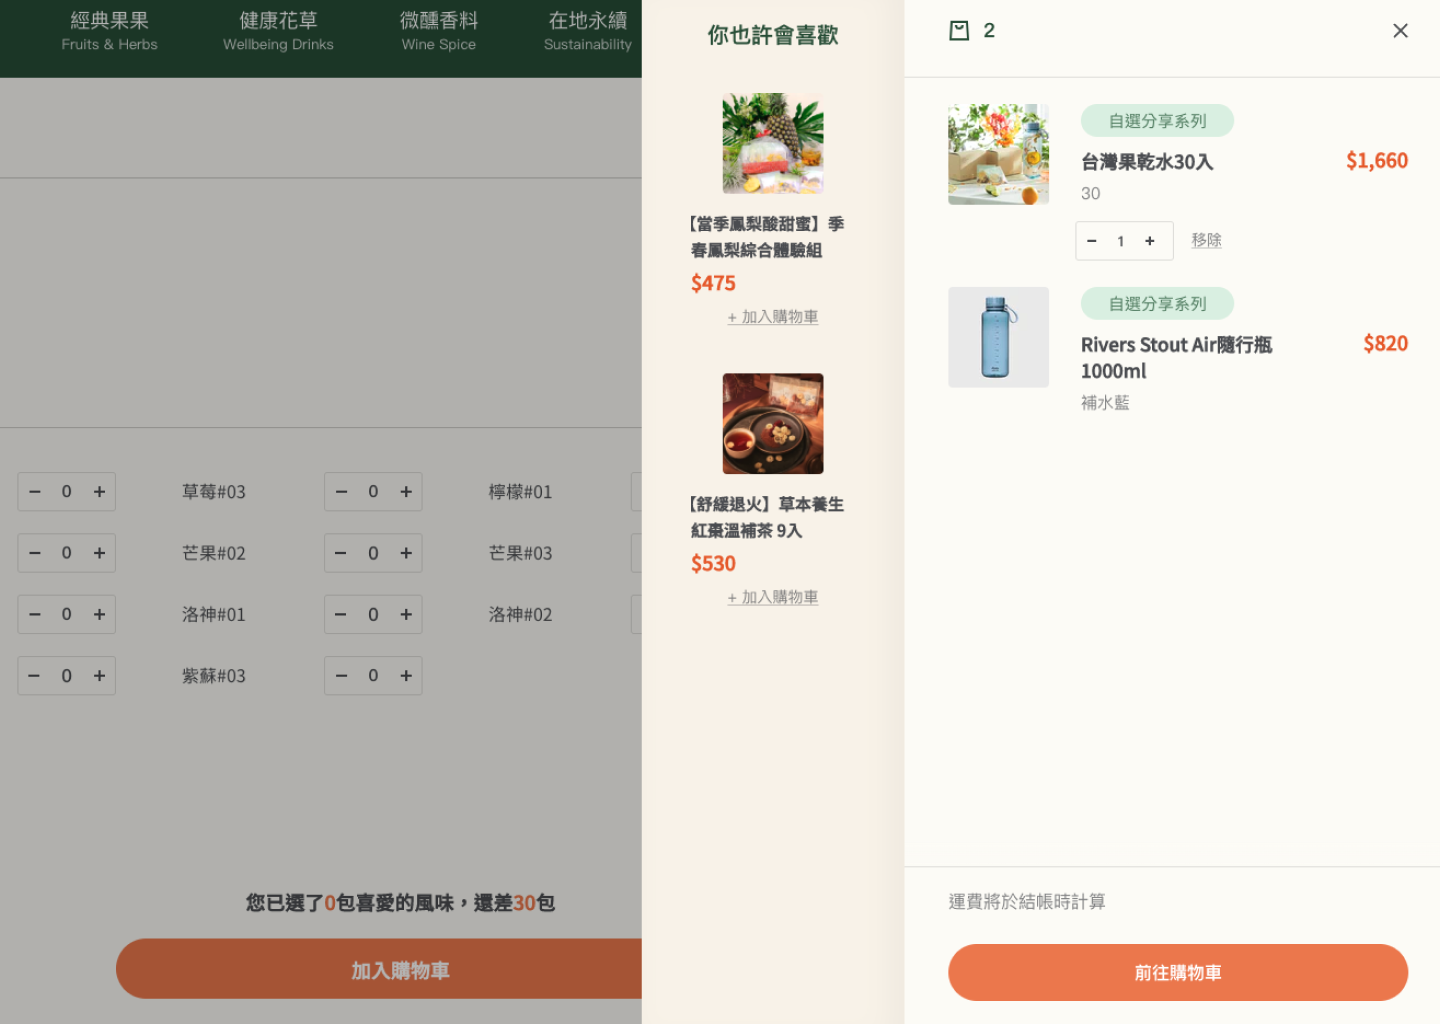 經典果果
Fruits & Herbs
健康花草
Wellbeing Drinks
微醺香料
Wine Spice
在地永續
Sustainability
− 0 +
草莓#03
− 0 +
檸檬#01
− 0 +
芒果#02
− 0 +
芒果#03
− 0 +
洛神#01
− 0 +
洛神#02
− 0 +
紫蘇#03
− 0 +
您已選了0包喜愛的風味，還差30包
加入購物車
你也許會喜歡
【當季鳳梨酸甜蜜】季
春鳳梨綜合體驗組
$475
+ 加入購物車
【舒緩退火】草本養生
紅棗溫補茶 9入
$530
+ 加入購物車
2
自選分享系列
台灣果乾水30入
$1,660
30
− 1 +
移除
自選分享系列
Rivers Stout Air隨行瓶
1000ml
$820
補水藍
運費將於結帳時計算
前往購物車